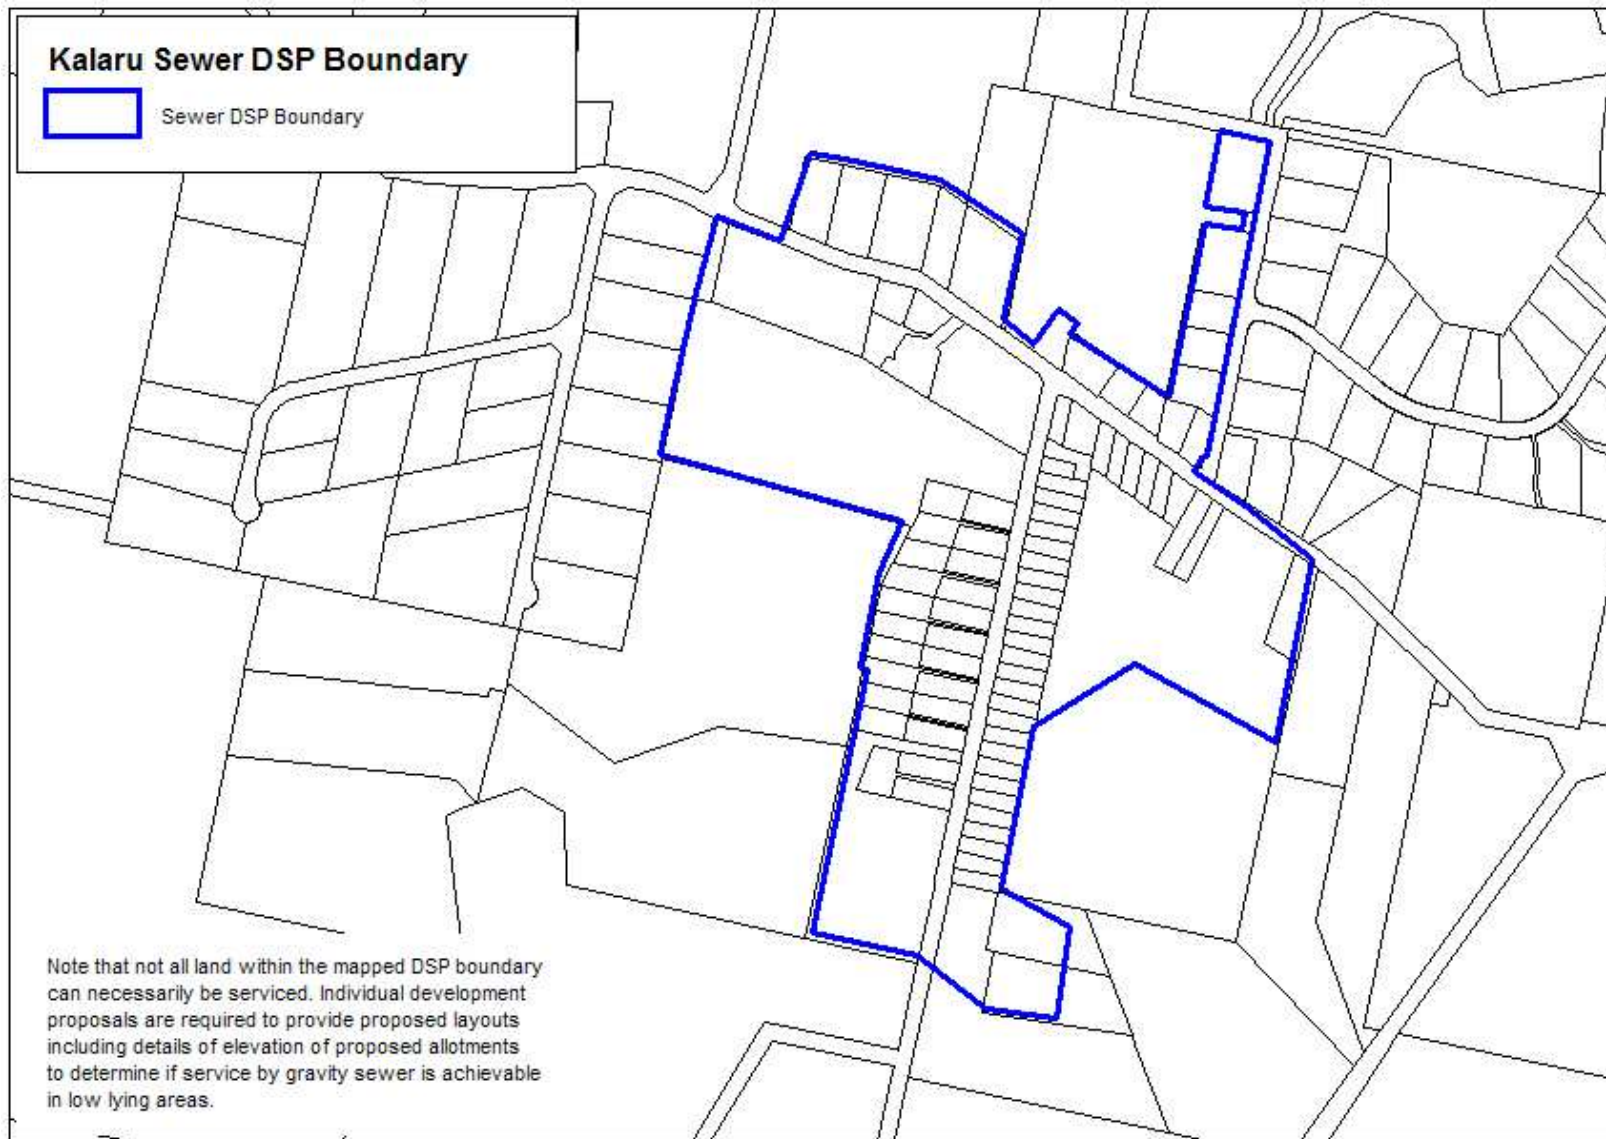 Kalaru Sewer DSP Boundary
Sewer DSP Boundary
Note that not all land within the mapped DSP boundary
can necessarily be serviced. Individual development
proposals are required to provide proposed layouts
including details of elevation of proposed allotments
to determine if service by gravity sewer is achievable
in low lying areas.